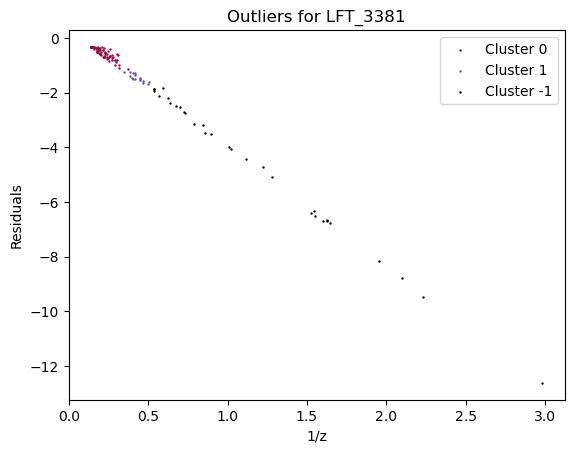 Outliers for LFT_3381
Cluster 0
Cluster 1
Cluster -1
Residuals
0
−2
−4
−6
−8
−10
−12
0.0 0.5 1.0 1.5 2.0 2.5 3.0
1/z